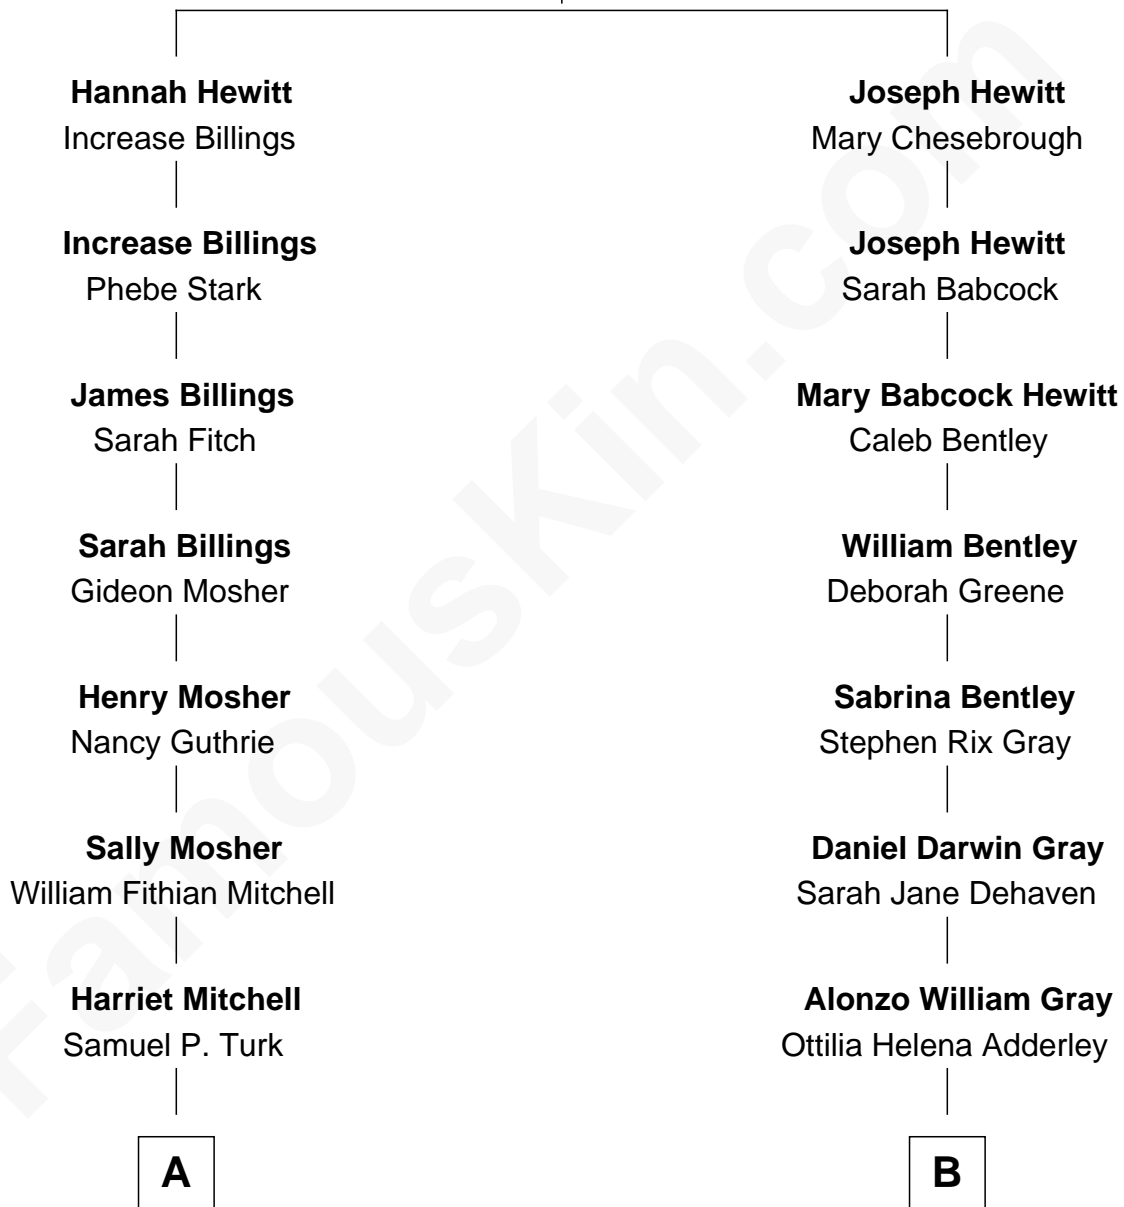 Hannah Hewitt
Increase Billings
Increase Billings
Phebe Stark
James Billings
Sarah Fitch
Sarah Billings
Gideon Mosher
Henry Mosher
Nancy Guthrie
Sally Mosher
William Fithian Mitchell
Harriet Mitchell
Samuel P. Turk
A
Joseph Hewitt
Mary Chesebrough
Joseph Hewitt
Sarah Babcock
Mary Babcock Hewitt
Caleb Bentley
William Bentley
Deborah Greene
Sabrina Bentley
Stephen Rix Gray
Daniel Darwin Gray
Sarah Jane Dehaven
Alonzo William Gray
Ottilia Helena Adderley
B
FamousKin.com